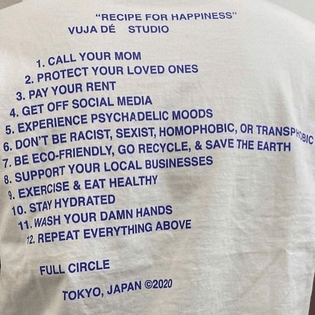 "RECIPE FOR HAPPINESS"
VUJA DÉ STUDIO
1. CALL YOUR MOM
2. PROTECT YOUR LOVED ONES
3. PAY YOUR RENT
4. GET OFF SOCIAL MEDIA
5. EXPERIENCE PSYCHADELIC MOODS
6. DON'T BE RACIST, SEXIST, HOMOPHOBIC, OR TRANSPHOBIC
7. BE ECO-FRIENDLY, GO RECYCLE, & SAVE THE EARTH
8. SUPPORT YOUR LOCAL BUSINESSES
9. EXERCISE & EAT HEALTHY
10. STAY HYDRATED
11. WASH YOUR DAMN HANDS
12. REPEAT EVERYTHING ABOVE
FULL CIRCLE
TOKYO, JAPAN ©2020